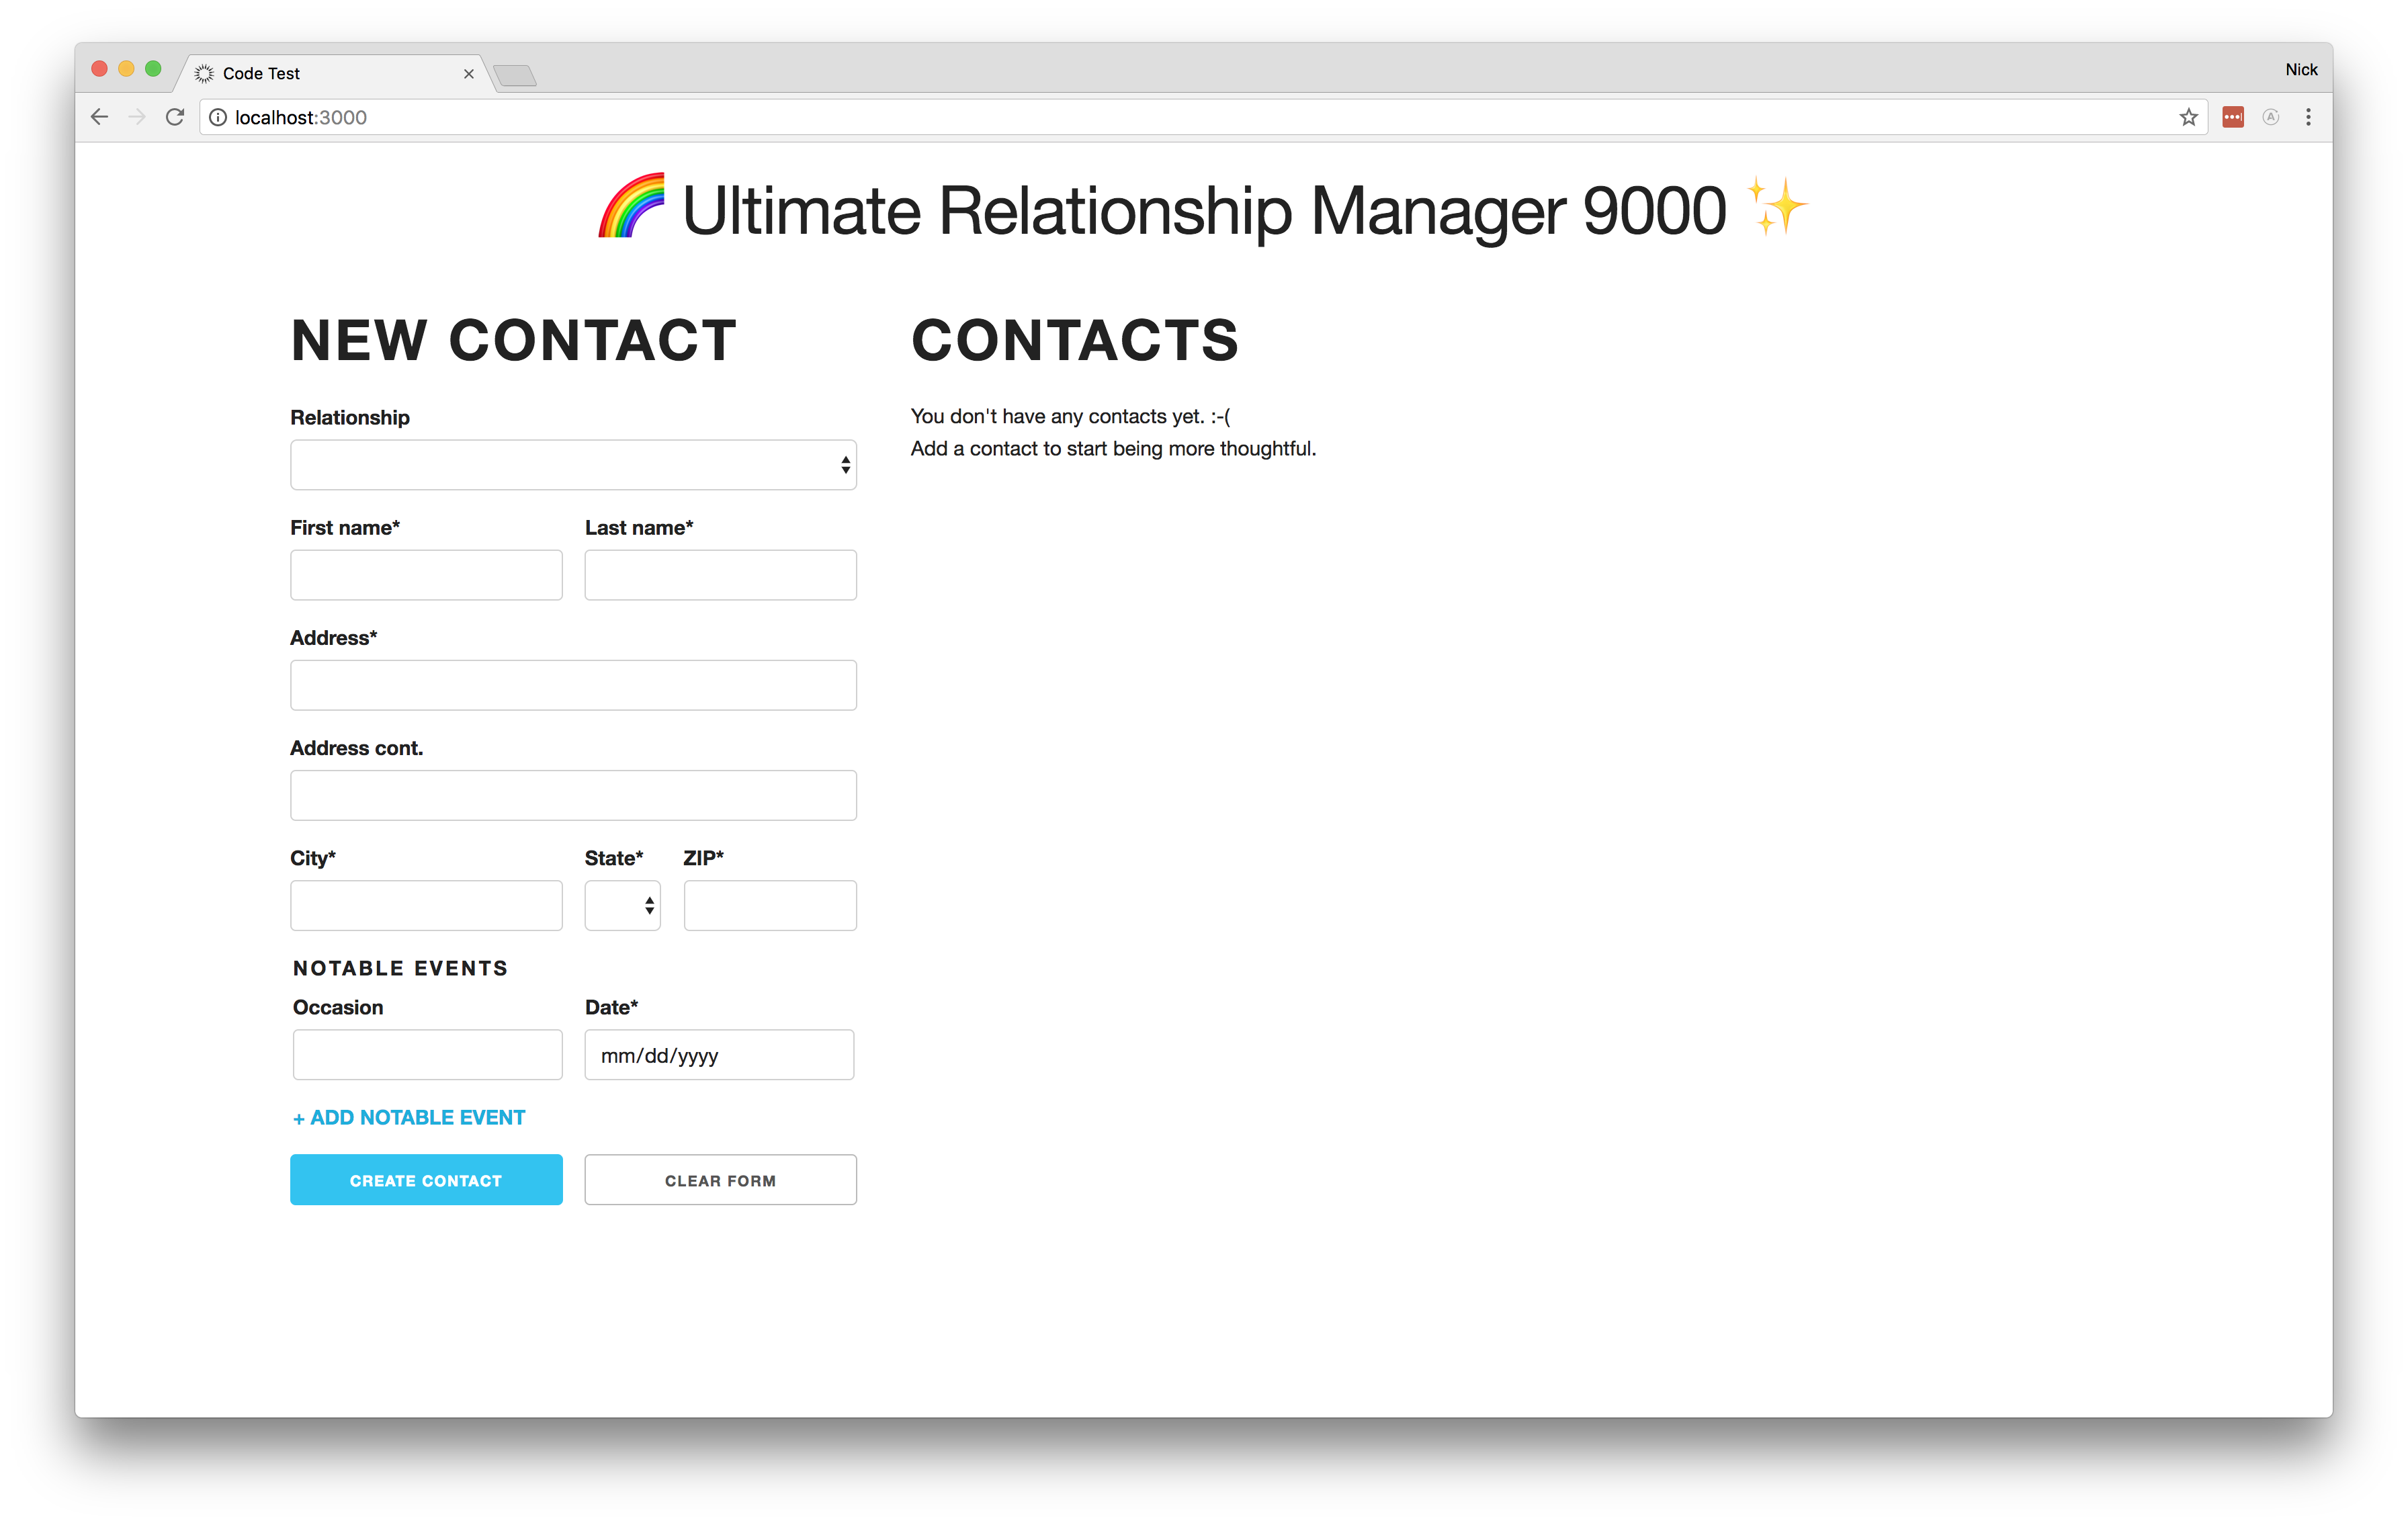 Code Test
Nick
localhost:3000
🌈 Ultimate Relationship Manager 9000 ✨
NEW CONTACT
Relationship
First name* Last name*
Address*
Address cont.
City* State* ZIP*
NOTABLE EVENTS
Occasion Date*
mm/dd/yyyy
+ ADD NOTABLE EVENT
CREATE CONTACT CLEAR FORM
CONTACTS
You don't have any contacts yet. :-(
Add a contact to start being more thoughtful.